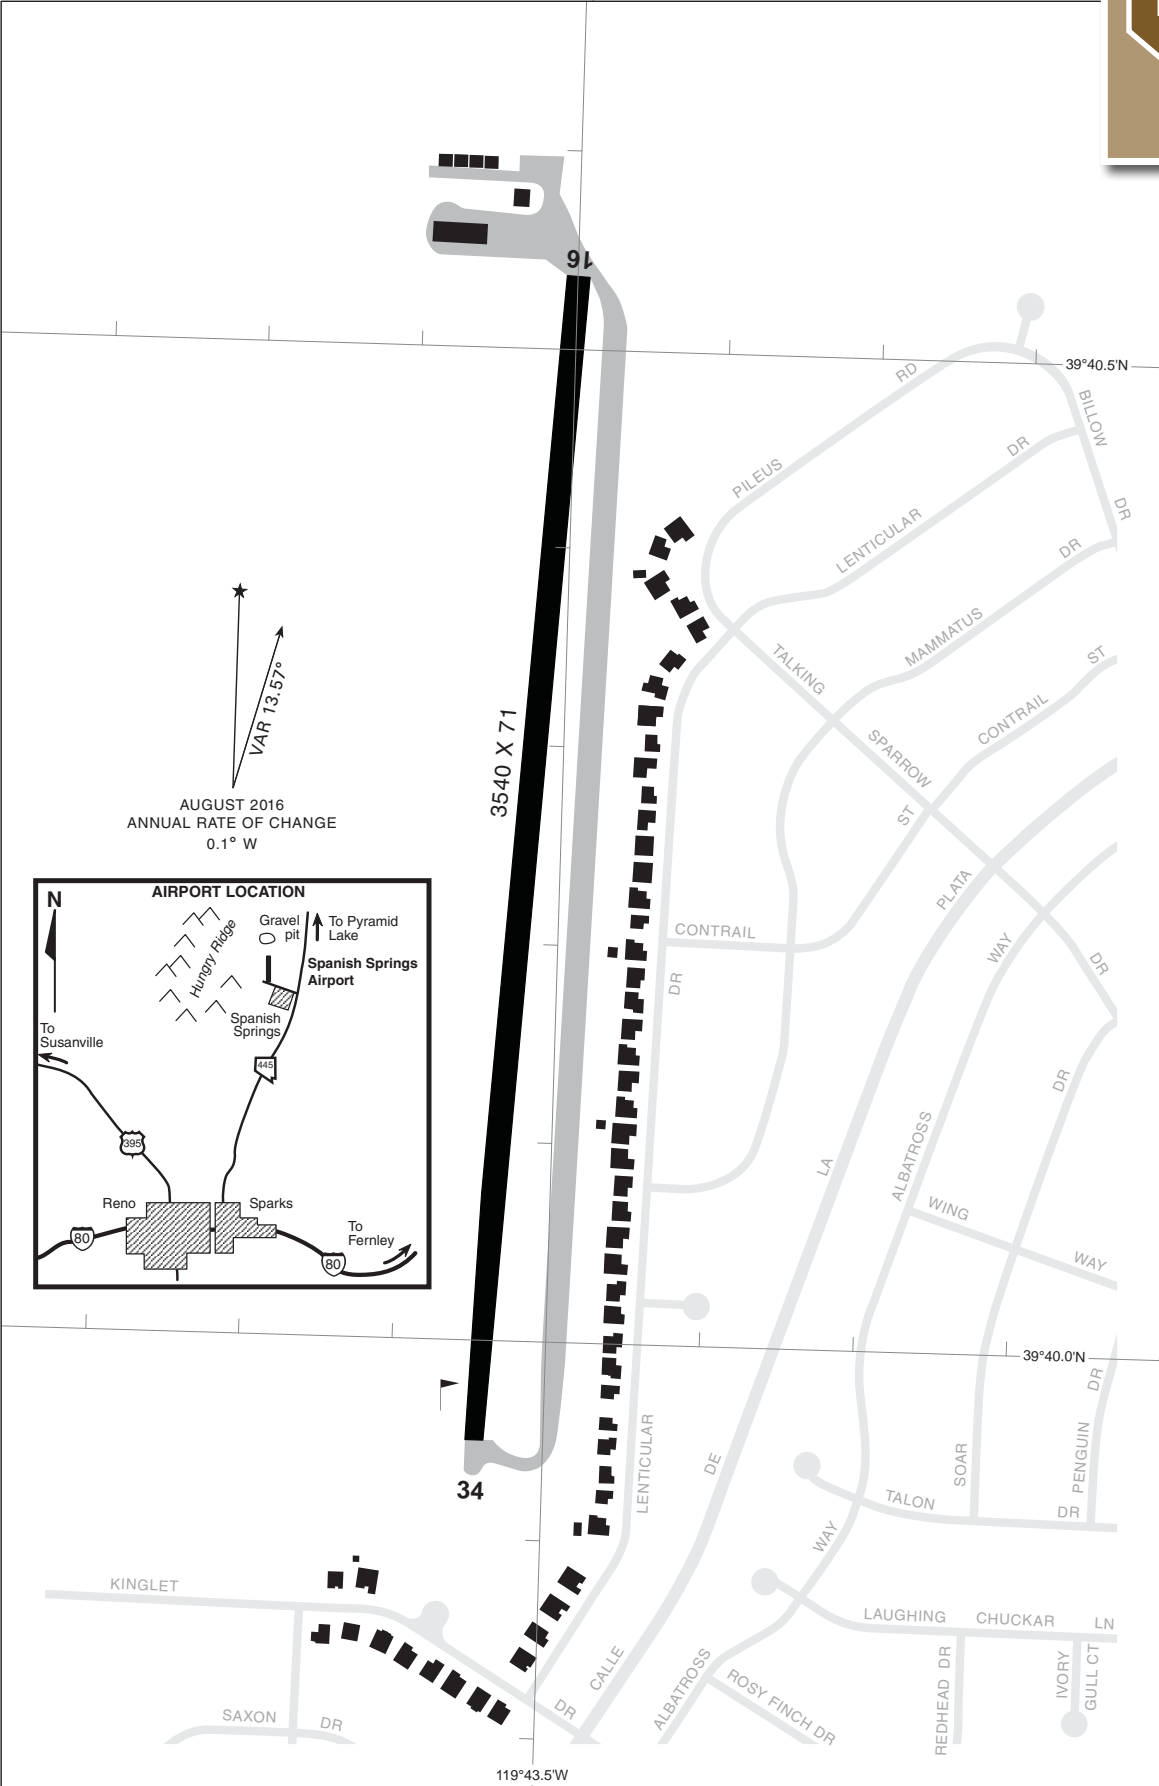 16
39°40.5'N
RD
BILLOW
DR
PILEUS
DR
LENTICULAR
DR
MAMMATUS
ST
CONTRAIL
TALKING
SPARROW
ST
VAR 13.57°
3540 X 71
AUGUST 2016
ANNUAL RATE OF CHANGE
0.1° W
AIRPORT LOCATION
N
Gravel
pit
To Pyramid
Lake
Hungry Ridge
Spanish Springs
Airport
Spanish
Springs
To
Susanville
445
395
Reno
Sparks
To
Fernley
80
80
PLATA
CONTRAIL
DR
WAY
DR
DR
LA
ALBATROSS
WING
WAY
39°40.0'N
DR
LENTICULAR
DE
SOAR
PENGUIN
TALON
DR
34
WAY
KINGLET
LAUGHING CHUCKAR LN
CALLE
ALBATROSS
ROSY FINCH DR
REDHEAD DR
IVORY
GULL CT
SAXON DR
DR
119°43.5'W